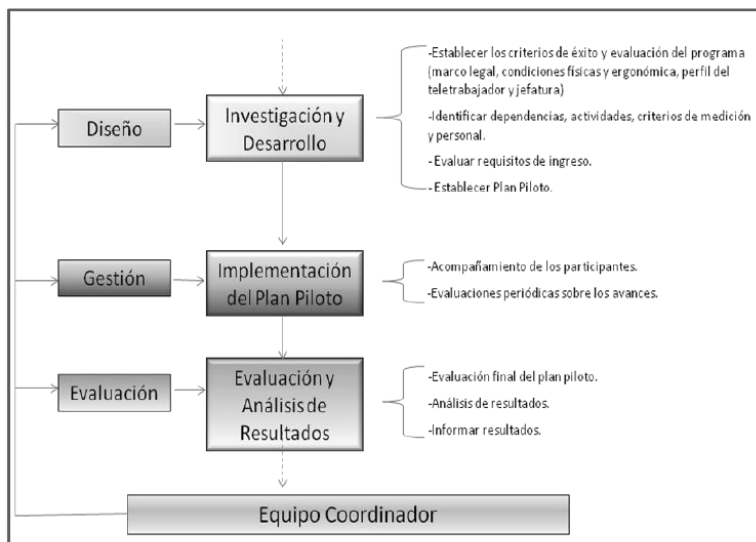 -Establecer los criterios de éxito y evaluación del programa
(marco legal, condiciones físicas y ergonómica, perfil del
teletrabajador y jefatura)
-Identificar dependencias, actividades, criterios de medición
y personal.
- Evaluar requisitos de ingreso.
- Establecer Plan Piloto.
Diseño
Investigación y
Desarrollo
Gestión
Implementación
del Plan Piloto
-Acompañamiento de los participantes.
-Evaluaciones periódicas sobre los avances.
Evaluación
Evaluación y
Análisis de
Resultados
-Evaluación final del plan piloto.
-Análisis de resultados.
-Informar resultados.
Equipo Coordinador